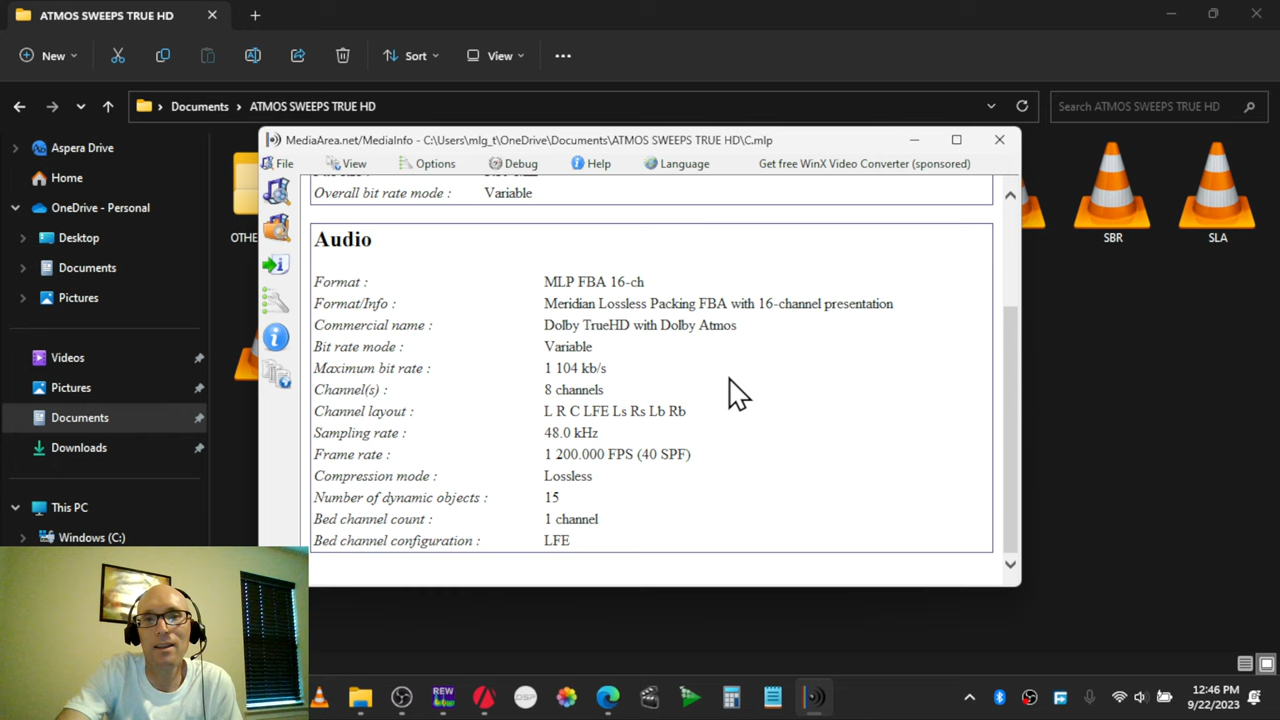 ATMOS SWEEPS TRUE HD
New
Sort
View
Documents > ATMOS SWEEPS TRUE HD
Search ATMOS SWEEPS TRUE HD
Aspera Drive
Home
OneDrive - Personal
Desktop
Documents
Pictures
Videos
Pictures
Documents
Downloads
This PC
Windows (C:)
OTHE
SBR
SLA
MediaArea.net/MediaInfo - C:\Users\mlg_t\OneDrive\Documents\ATMOS SWEEPS TRUE HD\C.mlp
File View Options Debug Help Language Get free WinX Video Converter (sponsored)
Overall bit rate mode : Variable
Audio
Format : MLP FBA 16-ch
Format/Info : Meridian Lossless Packing FBA with 16-channel presentation
Commercial name : Dolby TrueHD with Dolby Atmos
Bit rate mode : Variable
Maximum bit rate : 1 104 kb/s
Channel(s) : 8 channels
Channel layout : L R C LFE Ls Rs Lb Rb
Sampling rate : 48.0 kHz
Frame rate : 1 200.000 FPS (40 SPF)
Compression mode : Lossless
Number of dynamic objects : 15
Bed channel count : 1 channel
Bed channel configuration : LFE
REW
OSP
12:46 PM
9/22/2023